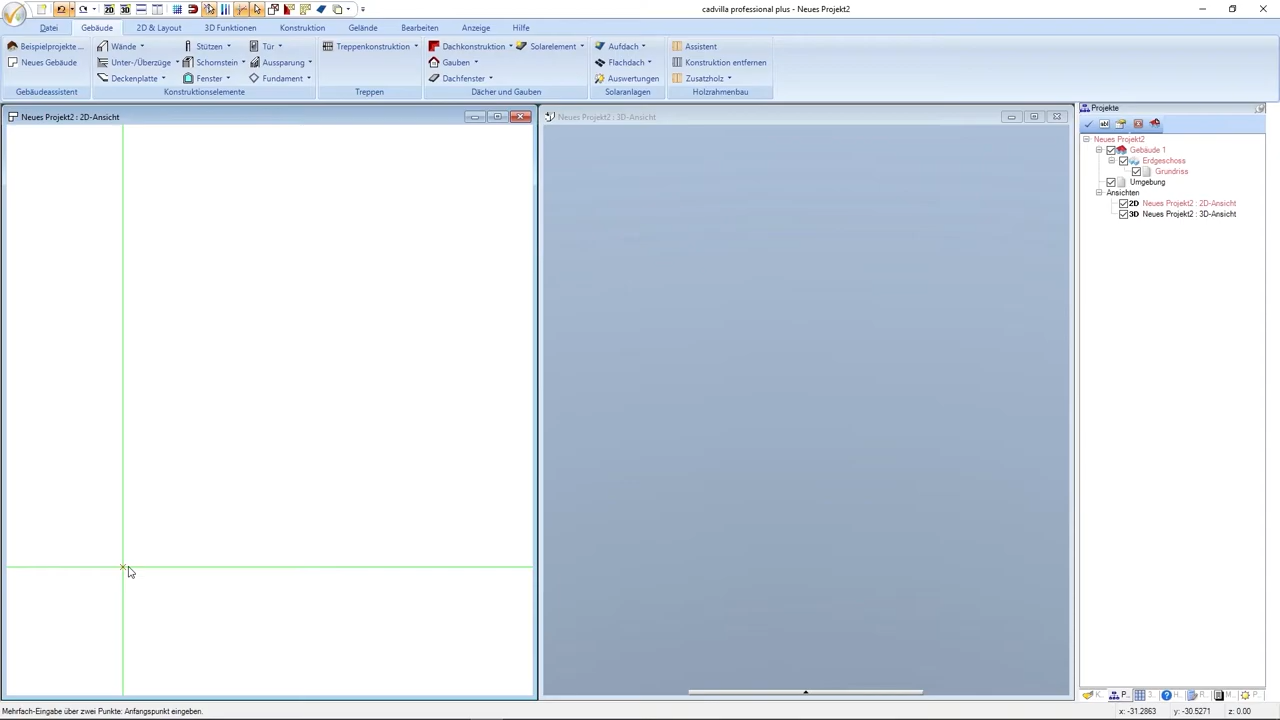 cadvilla professional plus - Neues Projekt2
Datei Gebäude 2D & Layout 3D Funktionen Konstruktion Gelände Bearbeiten Anzeige Hilfe
Beispielprojekte ... Wände Stützen Tür Treppenkonstruktion Dachkonstruktion Solarelement Aufdach Assistent
Neues Gebäude Unter-/Überzüge Schornstein Aussparung Gauben Flachdach Konstruktion entfernen
Deckenplatte Fenster Fundament Dachfenster Auswertungen Zusatzholz
Gebäudeassistent Konstruktionselemente Treppen Dächer und Gauben Solaranlagen Holzrahmenbau
Neues Projekt2 : 2D-Ansicht
Neues Projekt2 : 3D-Ansicht
Projekte
Neues Projekt2
Gebäude 1
Erdgeschoss
Grundriss
Umgebung
Ansichten
2D Neues Projekt2 : 2D-Ansicht
3D Neues Projekt2 : 3D-Ansicht
K... P... 3... H... R... M... P...
Mehrfach-Eingabe über zwei Punkte: Anfangspunkt eingeben.
x: -31.2863 y: -30.5271 z: 0.00